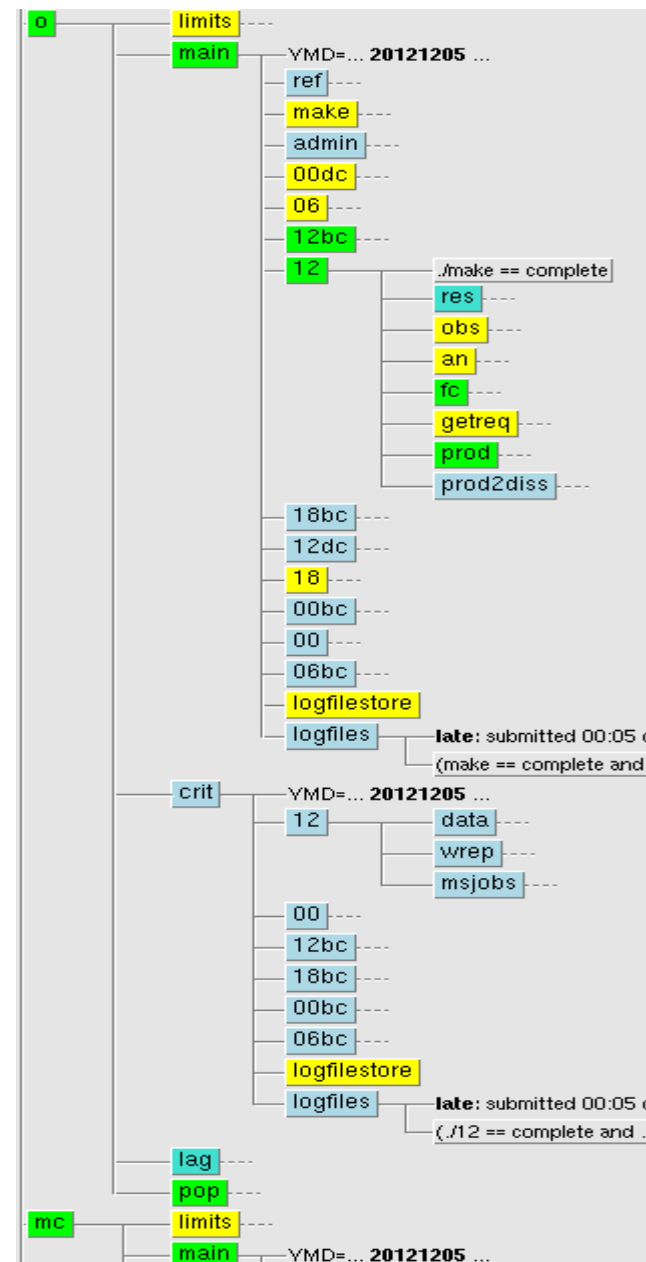 o limits
main YMD=... 20121205 ...
ref
make
admin
00dc
06
12bc
12 ./make == complete
res
obs
an
fc
getreq
prod
prod2diss
18bc
12dc
18
00bc
00
06bc
logfilestore
logfiles late: submitted 00:05
(make == complete and
crit YMD=... 20121205 ...
12 data
wrep
msjobs
00
12bc
18bc
00bc
06bc
logfilestore
logfiles late: submitted 00:05
(./12 == complete and .
lag
pop
mc limits
main YMD=... 20121205 ...